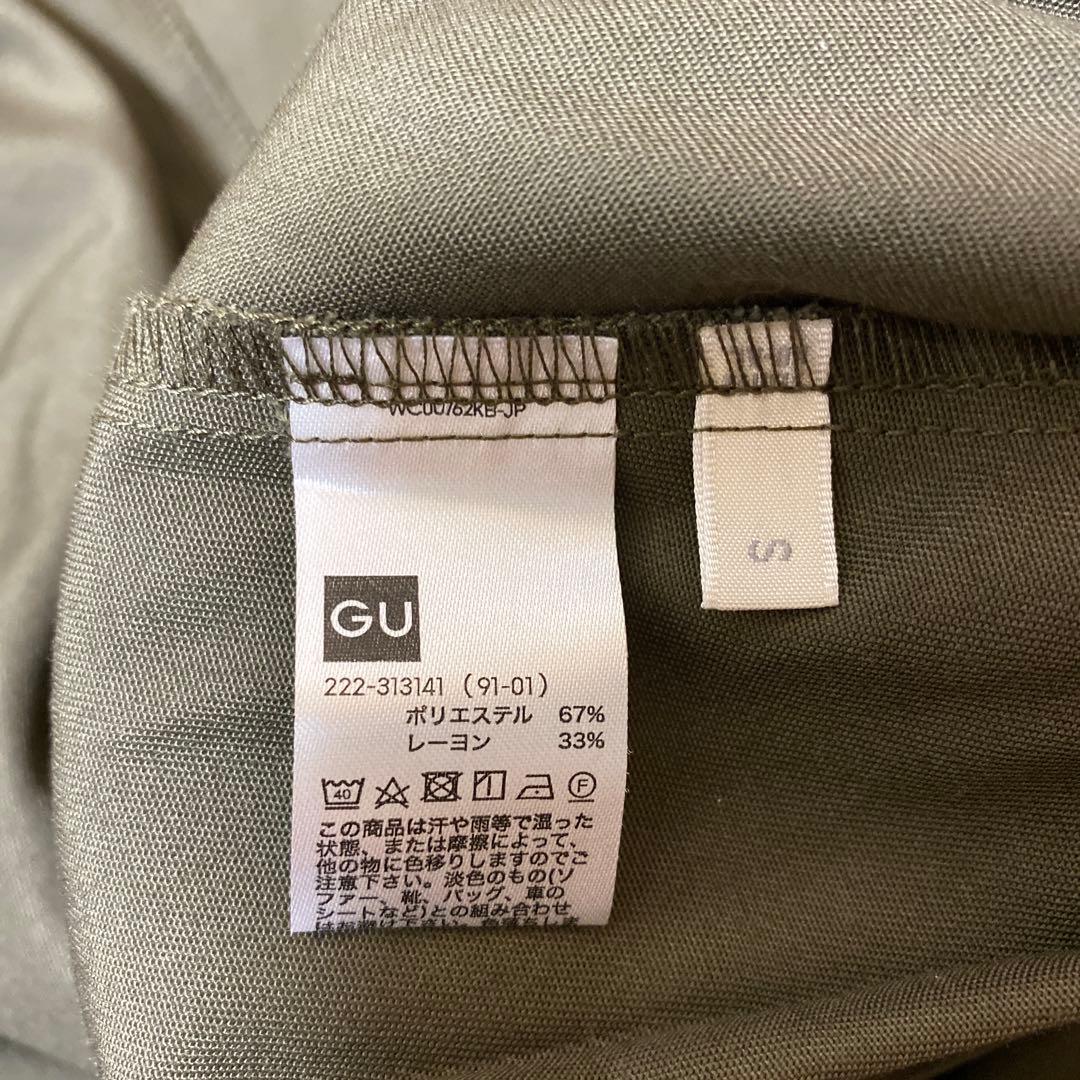 WC00762KB-JP
GU
222-313141 (91-01)
ポリエステル 67%
レーヨン 33%
40 F
この商品は汗や雨等で湿った
状態、または摩擦によって、
他の物に色移りしますのでご
注意下さい。淡色のもの(ソ
ファー、靴、バッグ、車の
シートなど)との組み合わせ
S